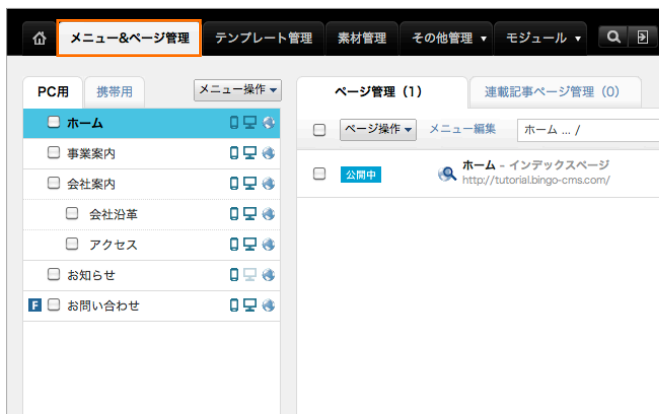 メニュー&ページ管理 テンプレート管理 素材管理 その他管理 ▼ モジュール ▼
PC用 携帯用 メニュー操作▼
ホーム
事業案内
会社案内
会社沿革
アクセス
お知らせ
F お問い合わせ
ページ管理（1） 連載記事ページ管理（0）
ページ操作▼ メニュー編集 ホーム ... /
公開中 ホーム - インデックスページ
http://tutorial.bingo-cms.com/